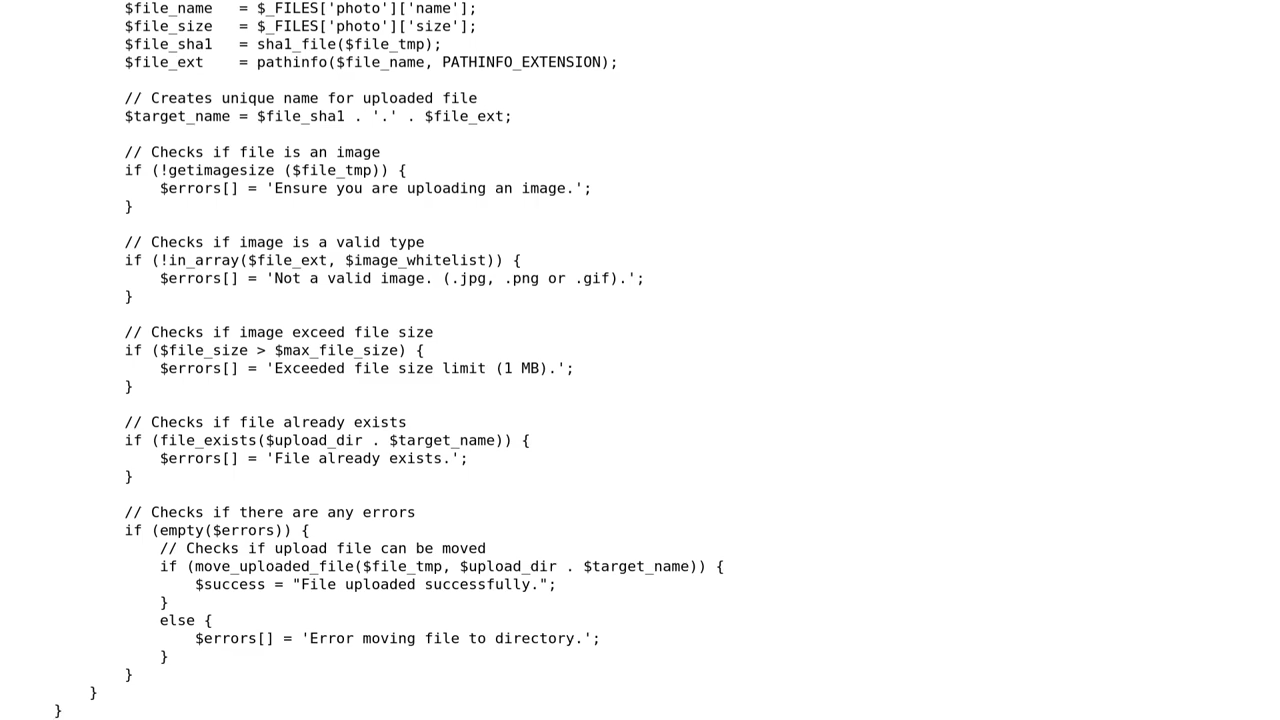 $file_name   = $_FILES['photo']['name'];
$file_size   = $_FILES['photo']['size'];
$file_sha1   = sha1_file($file_tmp);
$file_ext    = pathinfo($file_name, PATHINFO_EXTENSION);
// Creates unique name for uploaded file
$target_name = $file_sha1 . '.' . $file_ext;
// Checks if file is an image
if (!getimagesize ($file_tmp)) {
$errors[] = 'Ensure you are uploading an image.';
}
// Checks if image is a valid type
if (!in_array($file_ext, $image_whitelist)) {
$errors[] = 'Not a valid image. (.jpg, .png or .gif).';
}
// Checks if image exceed file size
if ($file_size > $max_file_size) {
$errors[] = 'Exceeded file size limit (1 MB).';
}
// Checks if file already exists
if (file_exists($upload_dir . $target_name)) {
$errors[] = 'File already exists.';
}
// Checks if there are any errors
if (empty($errors)) {
// Checks if upload file can be moved
if (move_uploaded_file($file_tmp, $upload_dir . $target_name)) {
$success = "File uploaded successfully.";
}
else {
$errors[] = 'Error moving file to directory.';
}
}
}
}